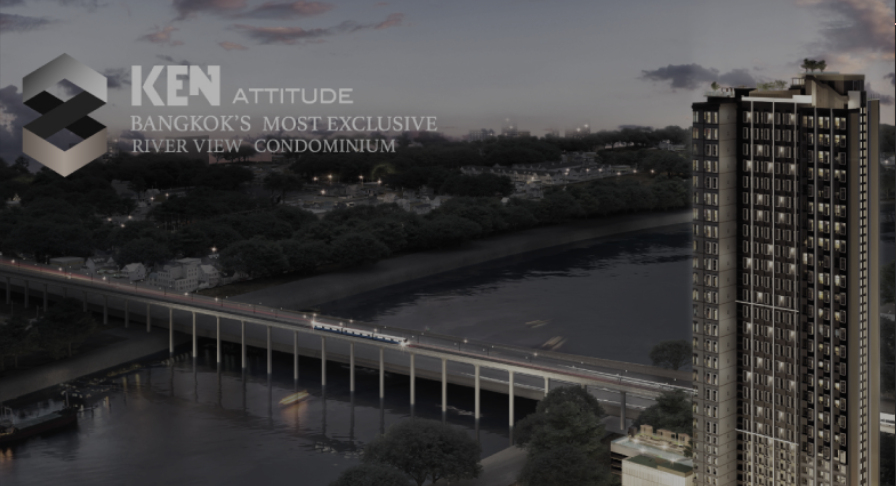 KEN ATTITUDE
BANGKOK'S MOST EXCLUSIVE
RIVER VIEW CONDOMINIUM